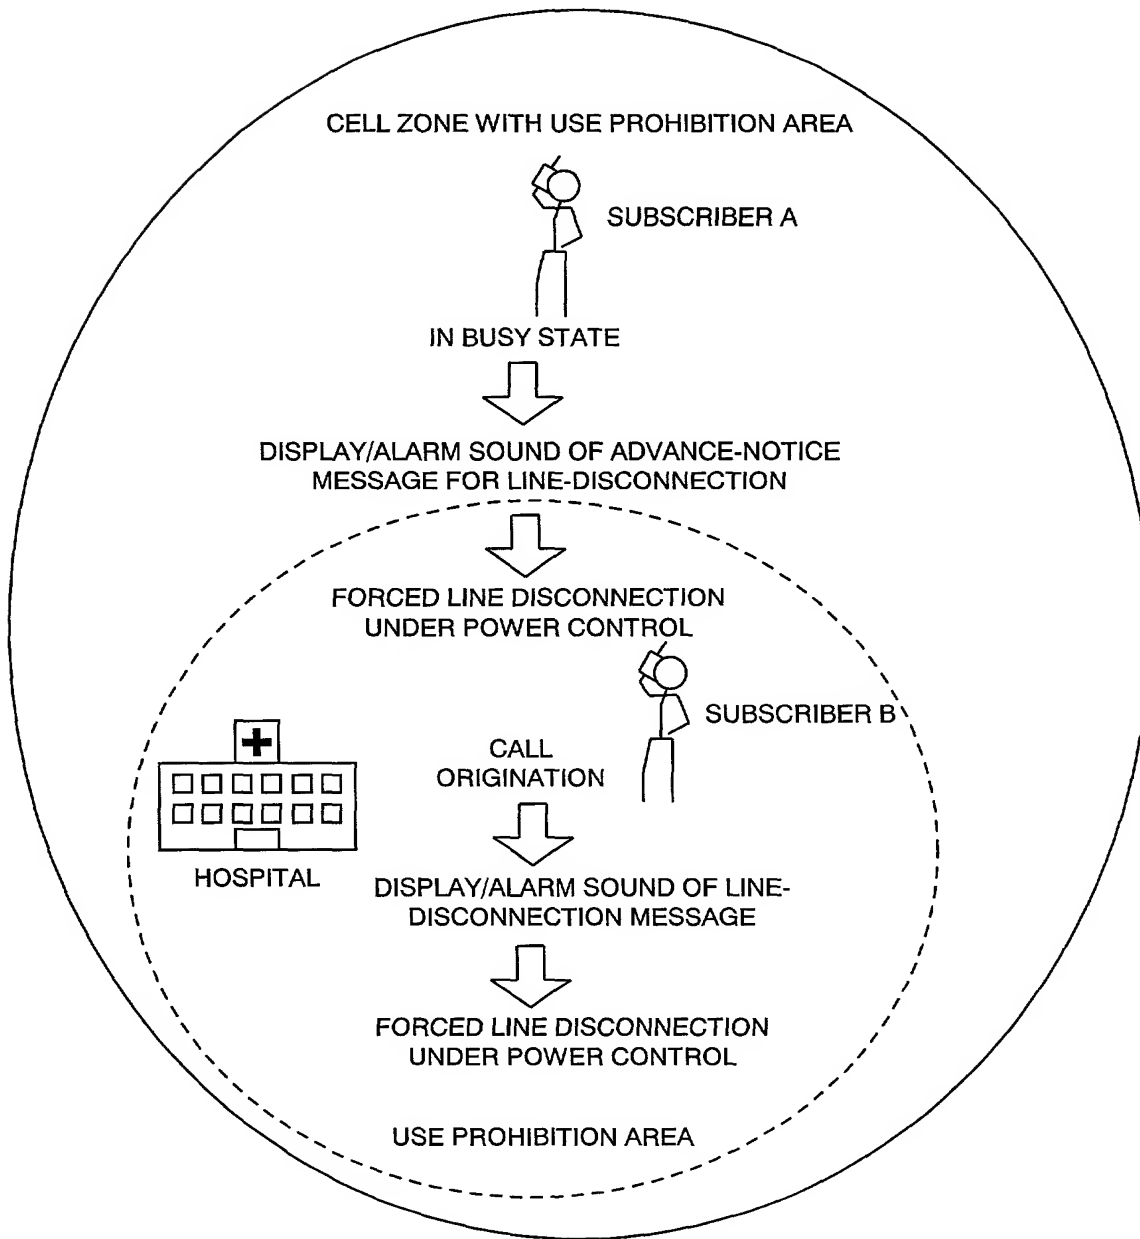 CELL ZONE WITH USE PROHIBITION AREA
SUBSCRIBER A
IN BUSY STATE
DISPLAY/ALARM SOUND OF ADVANCE-NOTICE
MESSAGE FOR LINE-DISCONNECTION
FORCED LINE DISCONNECTION
UNDER POWER CONTROL
SUBSCRIBER B
CALL
ORIGINATION
HOSPITAL
DISPLAY/ALARM SOUND OF LINE-
DISCONNECTION MESSAGE
FORCED LINE DISCONNECTION
UNDER POWER CONTROL
USE PROHIBITION AREA